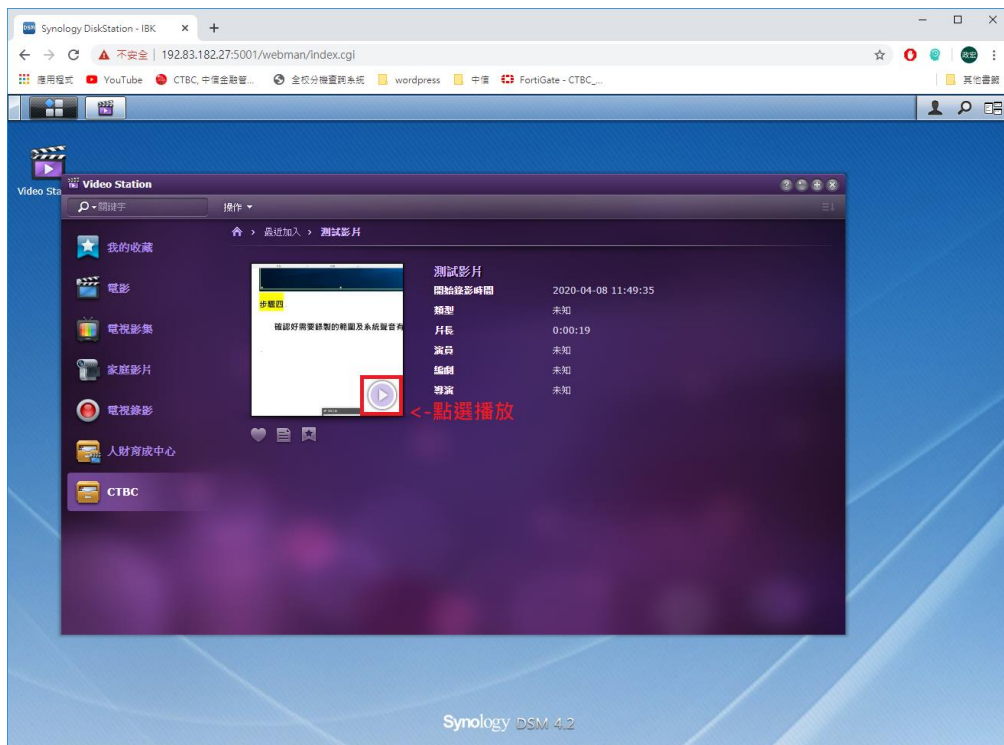 Synology DiskStation - IBK
不安全 | 192.83.182.27:5001/webman/index.cgi
應用程式 YouTube CTBC, 中信金融管... 全校分機查詢系統 wordpress 中信 FortiGate - CTBC_... 其他書籤
Video Sta
Video Station
關鍵字 操作
最近加入 › 測試影片
我的收藏
電影
電視影集
家庭影片
電視錄影
人財育成中心
CTBC
步驟四
確認好需要錄製的範圍及系統聲音有
測試影片
開始錄影時間 2020-04-08 11:49:35
類型 未知
片長 0:00:19
演員 未知
編劇 未知
導演 未知
<-點選播放
Synology DSM 4.2